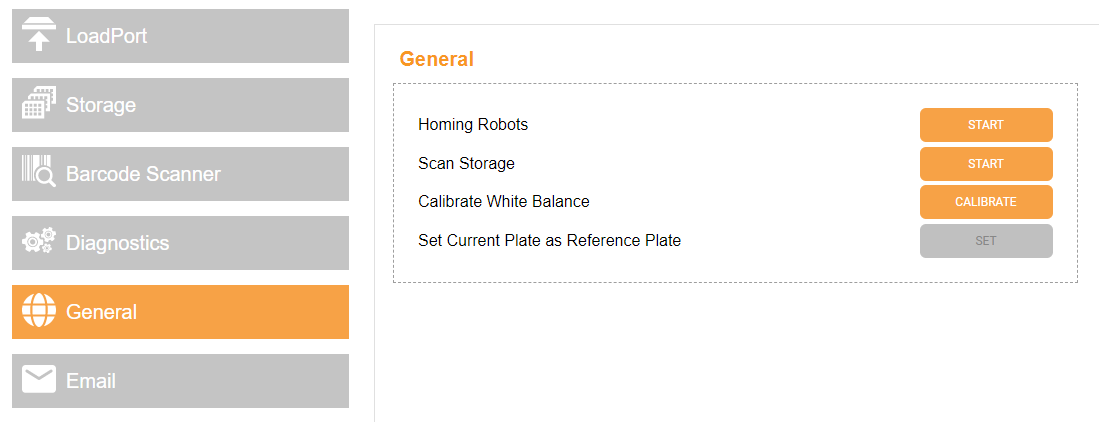 LoadPort
Storage
Barcode Scanner
Diagnostics
General
Email
General
Homing Robots START
Scan Storage START
Calibrate White Balance CALIBRATE
Set Current Plate as Reference Plate SET